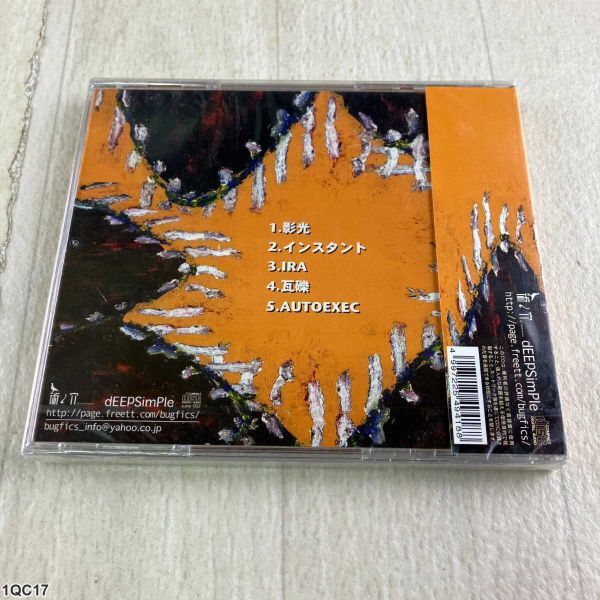 1.影光
2.インスタント
3.IRA
4.瓦礫
5.AUTOEXEC
dEEPSimPle
http://page.freett.com/bugfics/
bugfics_info@yahoo.co.jp
dEEPSimPle
http://page.freett.com/bugfics/
4997226494188
1QC17